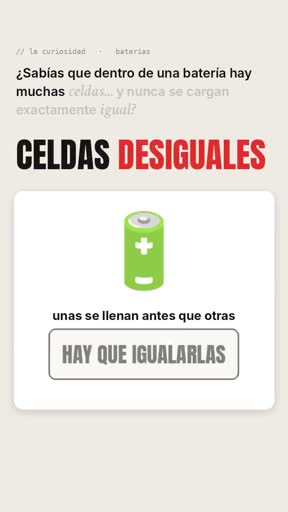 // la curiosidad · baterías
¿Sabías que dentro de una batería hay
muchas celdas... y nunca se cargan
exactamente igual?
CELDAS DESIGUALES
unas se llenan antes que otras
HAY QUE IGUALARLAS